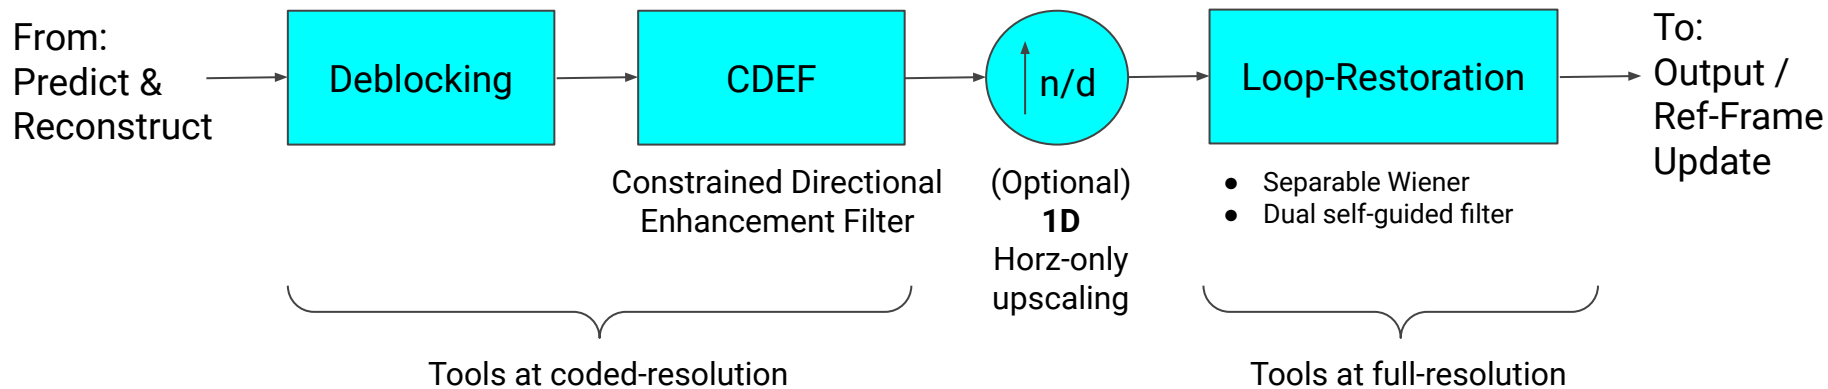 From:
Predict &
Reconstruct
Deblocking
CDEF
Constrained Directional
Enhancement Filter
n/d
(Optional)
1D
Horz-only
upscaling
Loop-Restoration
● Separable Wiener
● Dual self-guided filter
To:
Output /
Ref-Frame
Update
Tools at coded-resolution
Tools at full-resolution